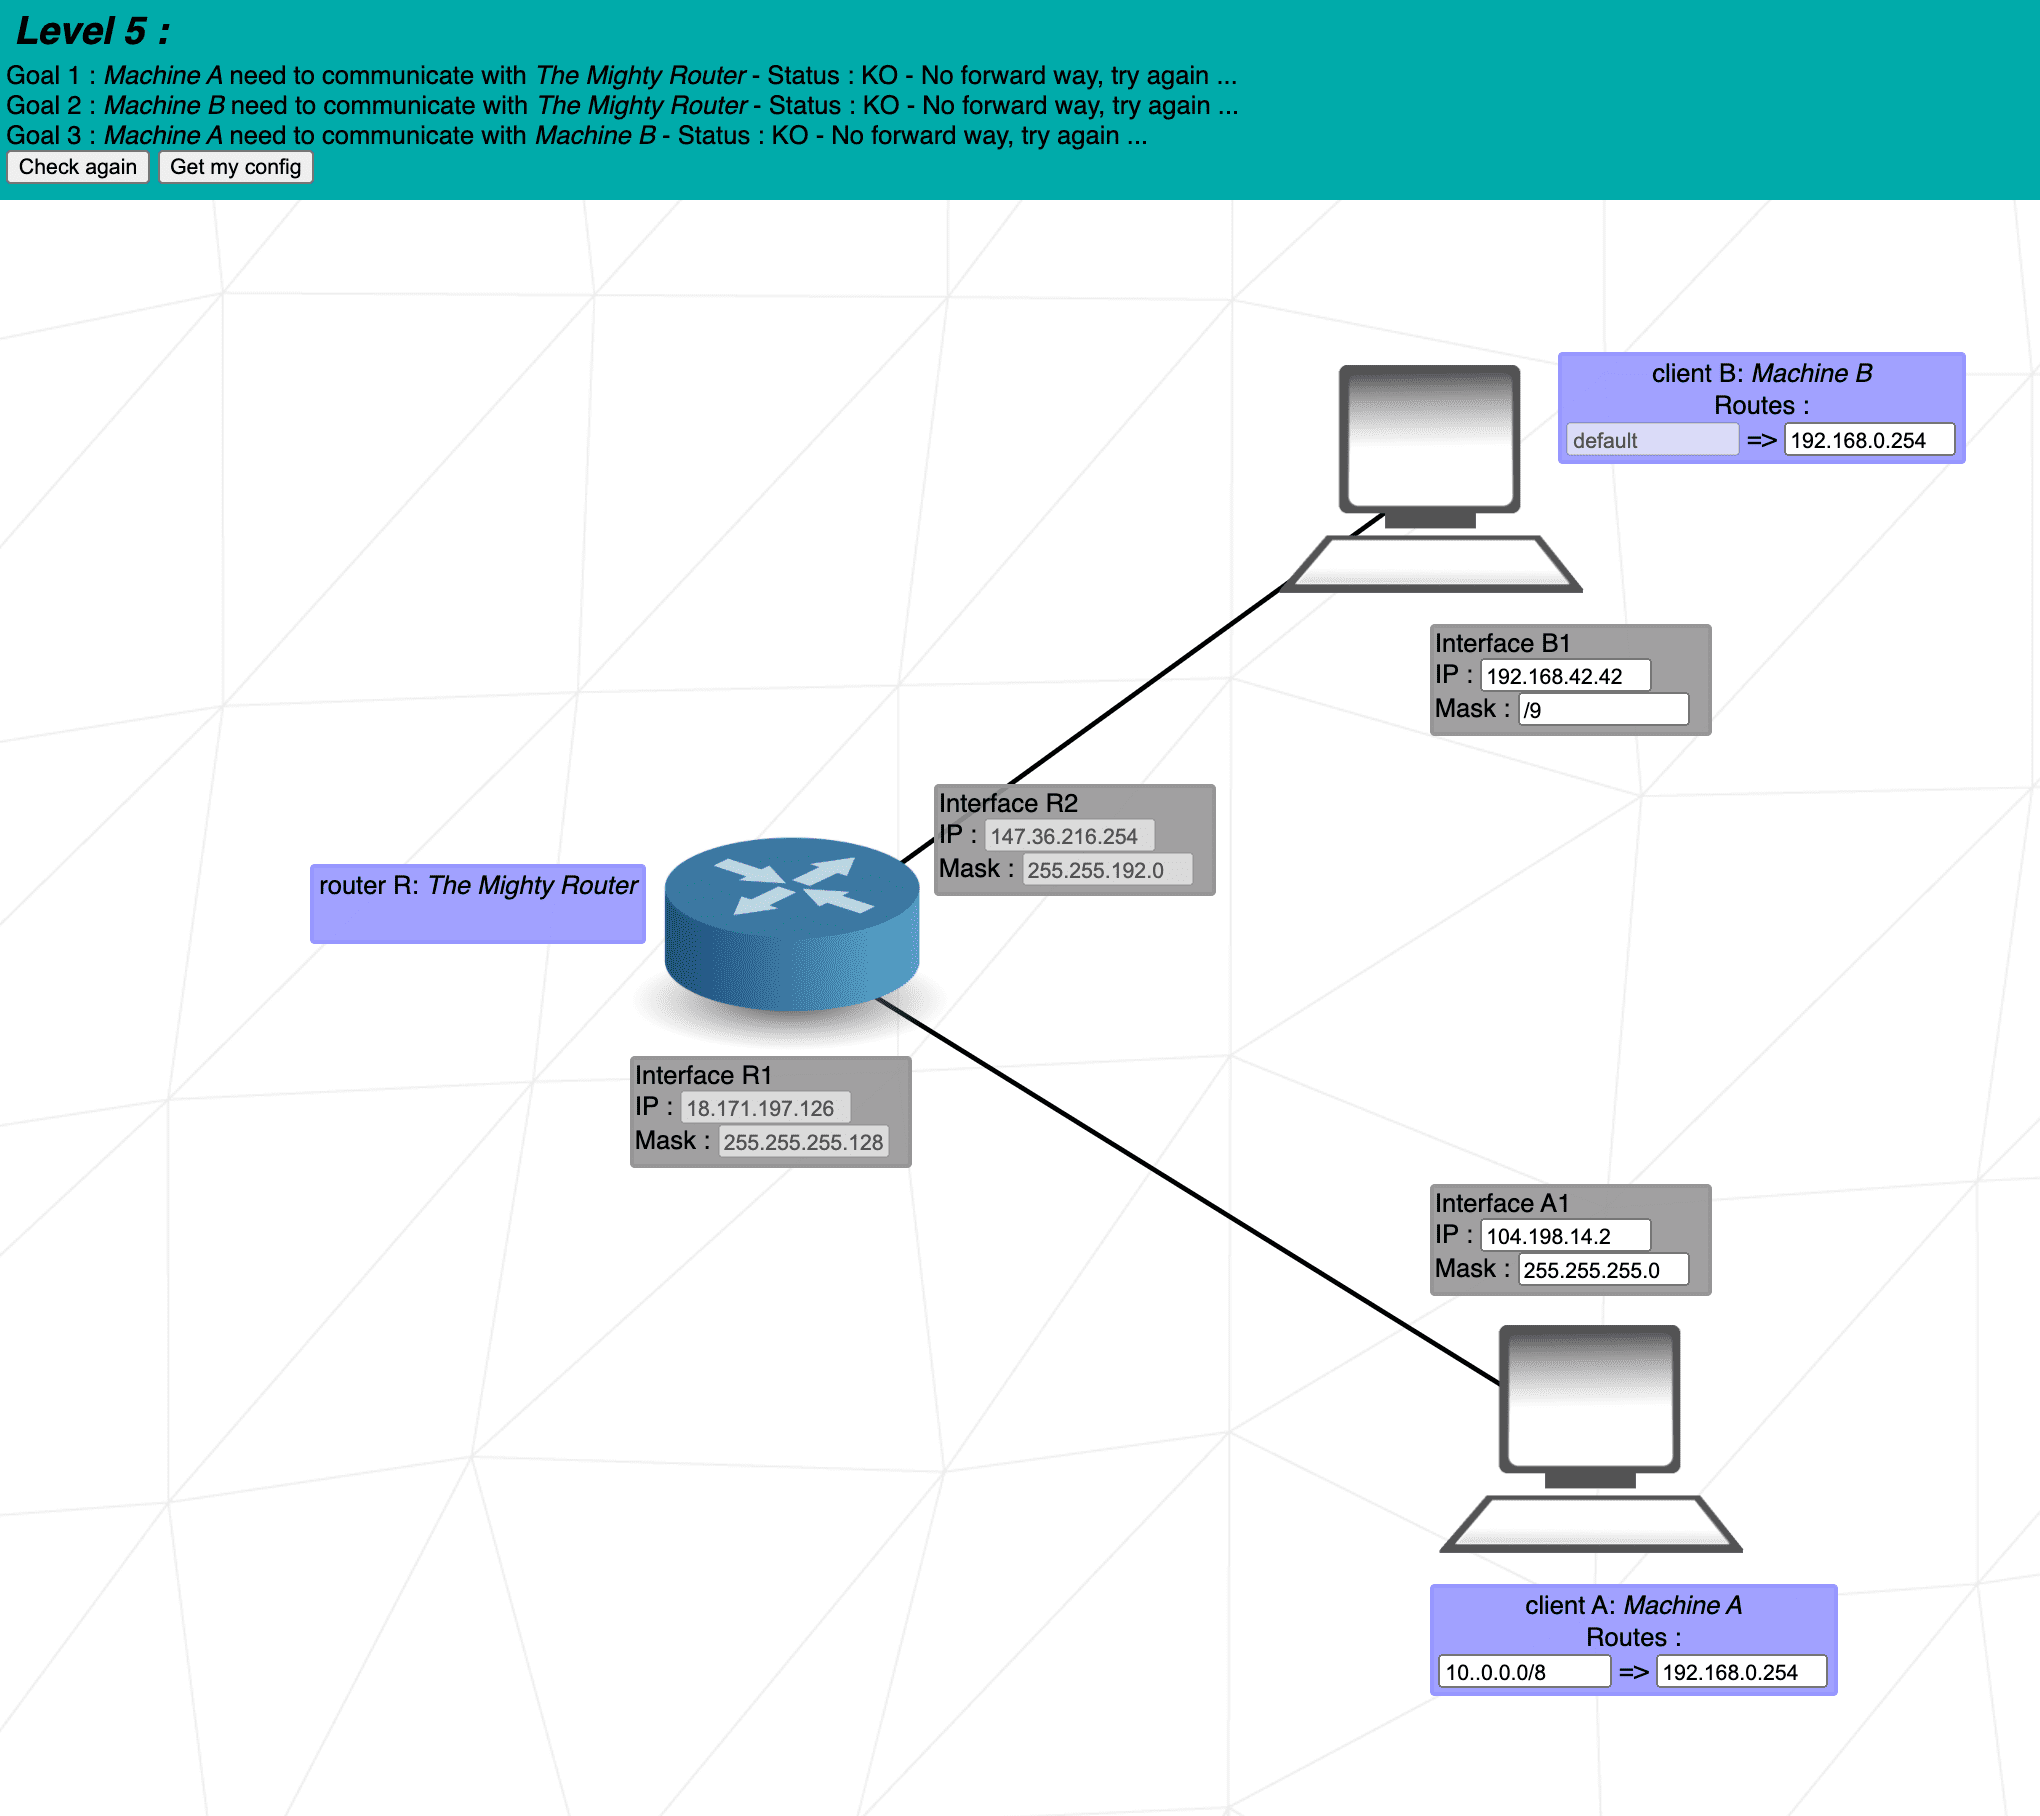 Level 5 :
Goal 1 : Machine A need to communicate with The Mighty Router - Status : KO - No forward way, try again ...
Goal 2 : Machine B need to communicate with The Mighty Router - Status : KO - No forward way, try again ...
Goal 3 : Machine A need to communicate with Machine B - Status : KO - No forward way, try again ...
Check again Get my config
client B: Machine B
Routes :
default => 192.168.0.254
Interface B1
IP : 192.168.42.42
Mask : /9
Interface R2
IP : 147.36.216.254
Mask : 255.255.192.0
router R: The Mighty Router
Interface R1
IP : 18.171.197.126
Mask : 255.255.255.128
Interface A1
IP : 104.198.14.2
Mask : 255.255.255.0
client A: Machine A
Routes :
10..0.0.0/8 => 192.168.0.254